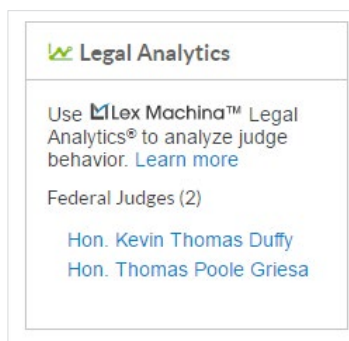 Legal Analytics
Use Lex Machina™ Legal
Analytics® to analyze judge
behavior. Learn more
Federal Judges (2)
Hon. Kevin Thomas Duffy
Hon. Thomas Poole Griesa